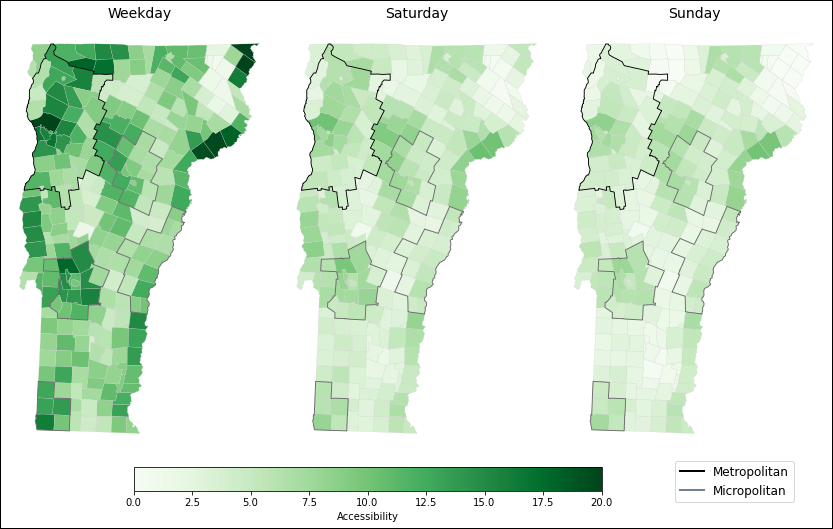 Weekday Saturday Sunday
0.0 2.5 5.0 7.5 10.0 12.5 15.0 17.5 20.0
Accessibility
Metropolitan
Micropolitan